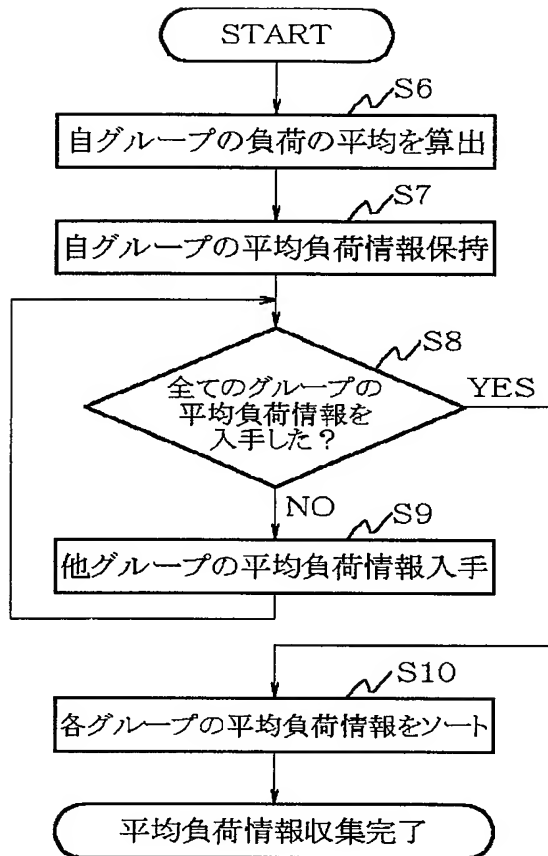 START
S6
自グループの負荷の平均を算出
S7
自グループの平均負荷情報保持
S8
全てのグループの
平均負荷情報を
入手した？
YES
NO
S9
他グループの平均負荷情報入手
S10
各グループの平均負荷情報をソート
平均負荷情報収集完了